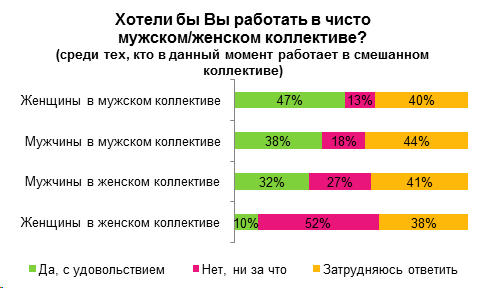 Хотели бы Вы работать в чисто
мужском/женском коллективе?
(среди тех, кто в данный момент работает в смешанном
коллективе)
Женщины в мужском коллективе 47% 13% 40%
Мужчины в мужском коллективе 38% 18% 44%
Мужчины в женском коллективе 32% 27% 41%
Женщины в женском коллективе 10% 52% 38%
Да, с удовольствием Нет, ни за что Затрудняюсь ответить